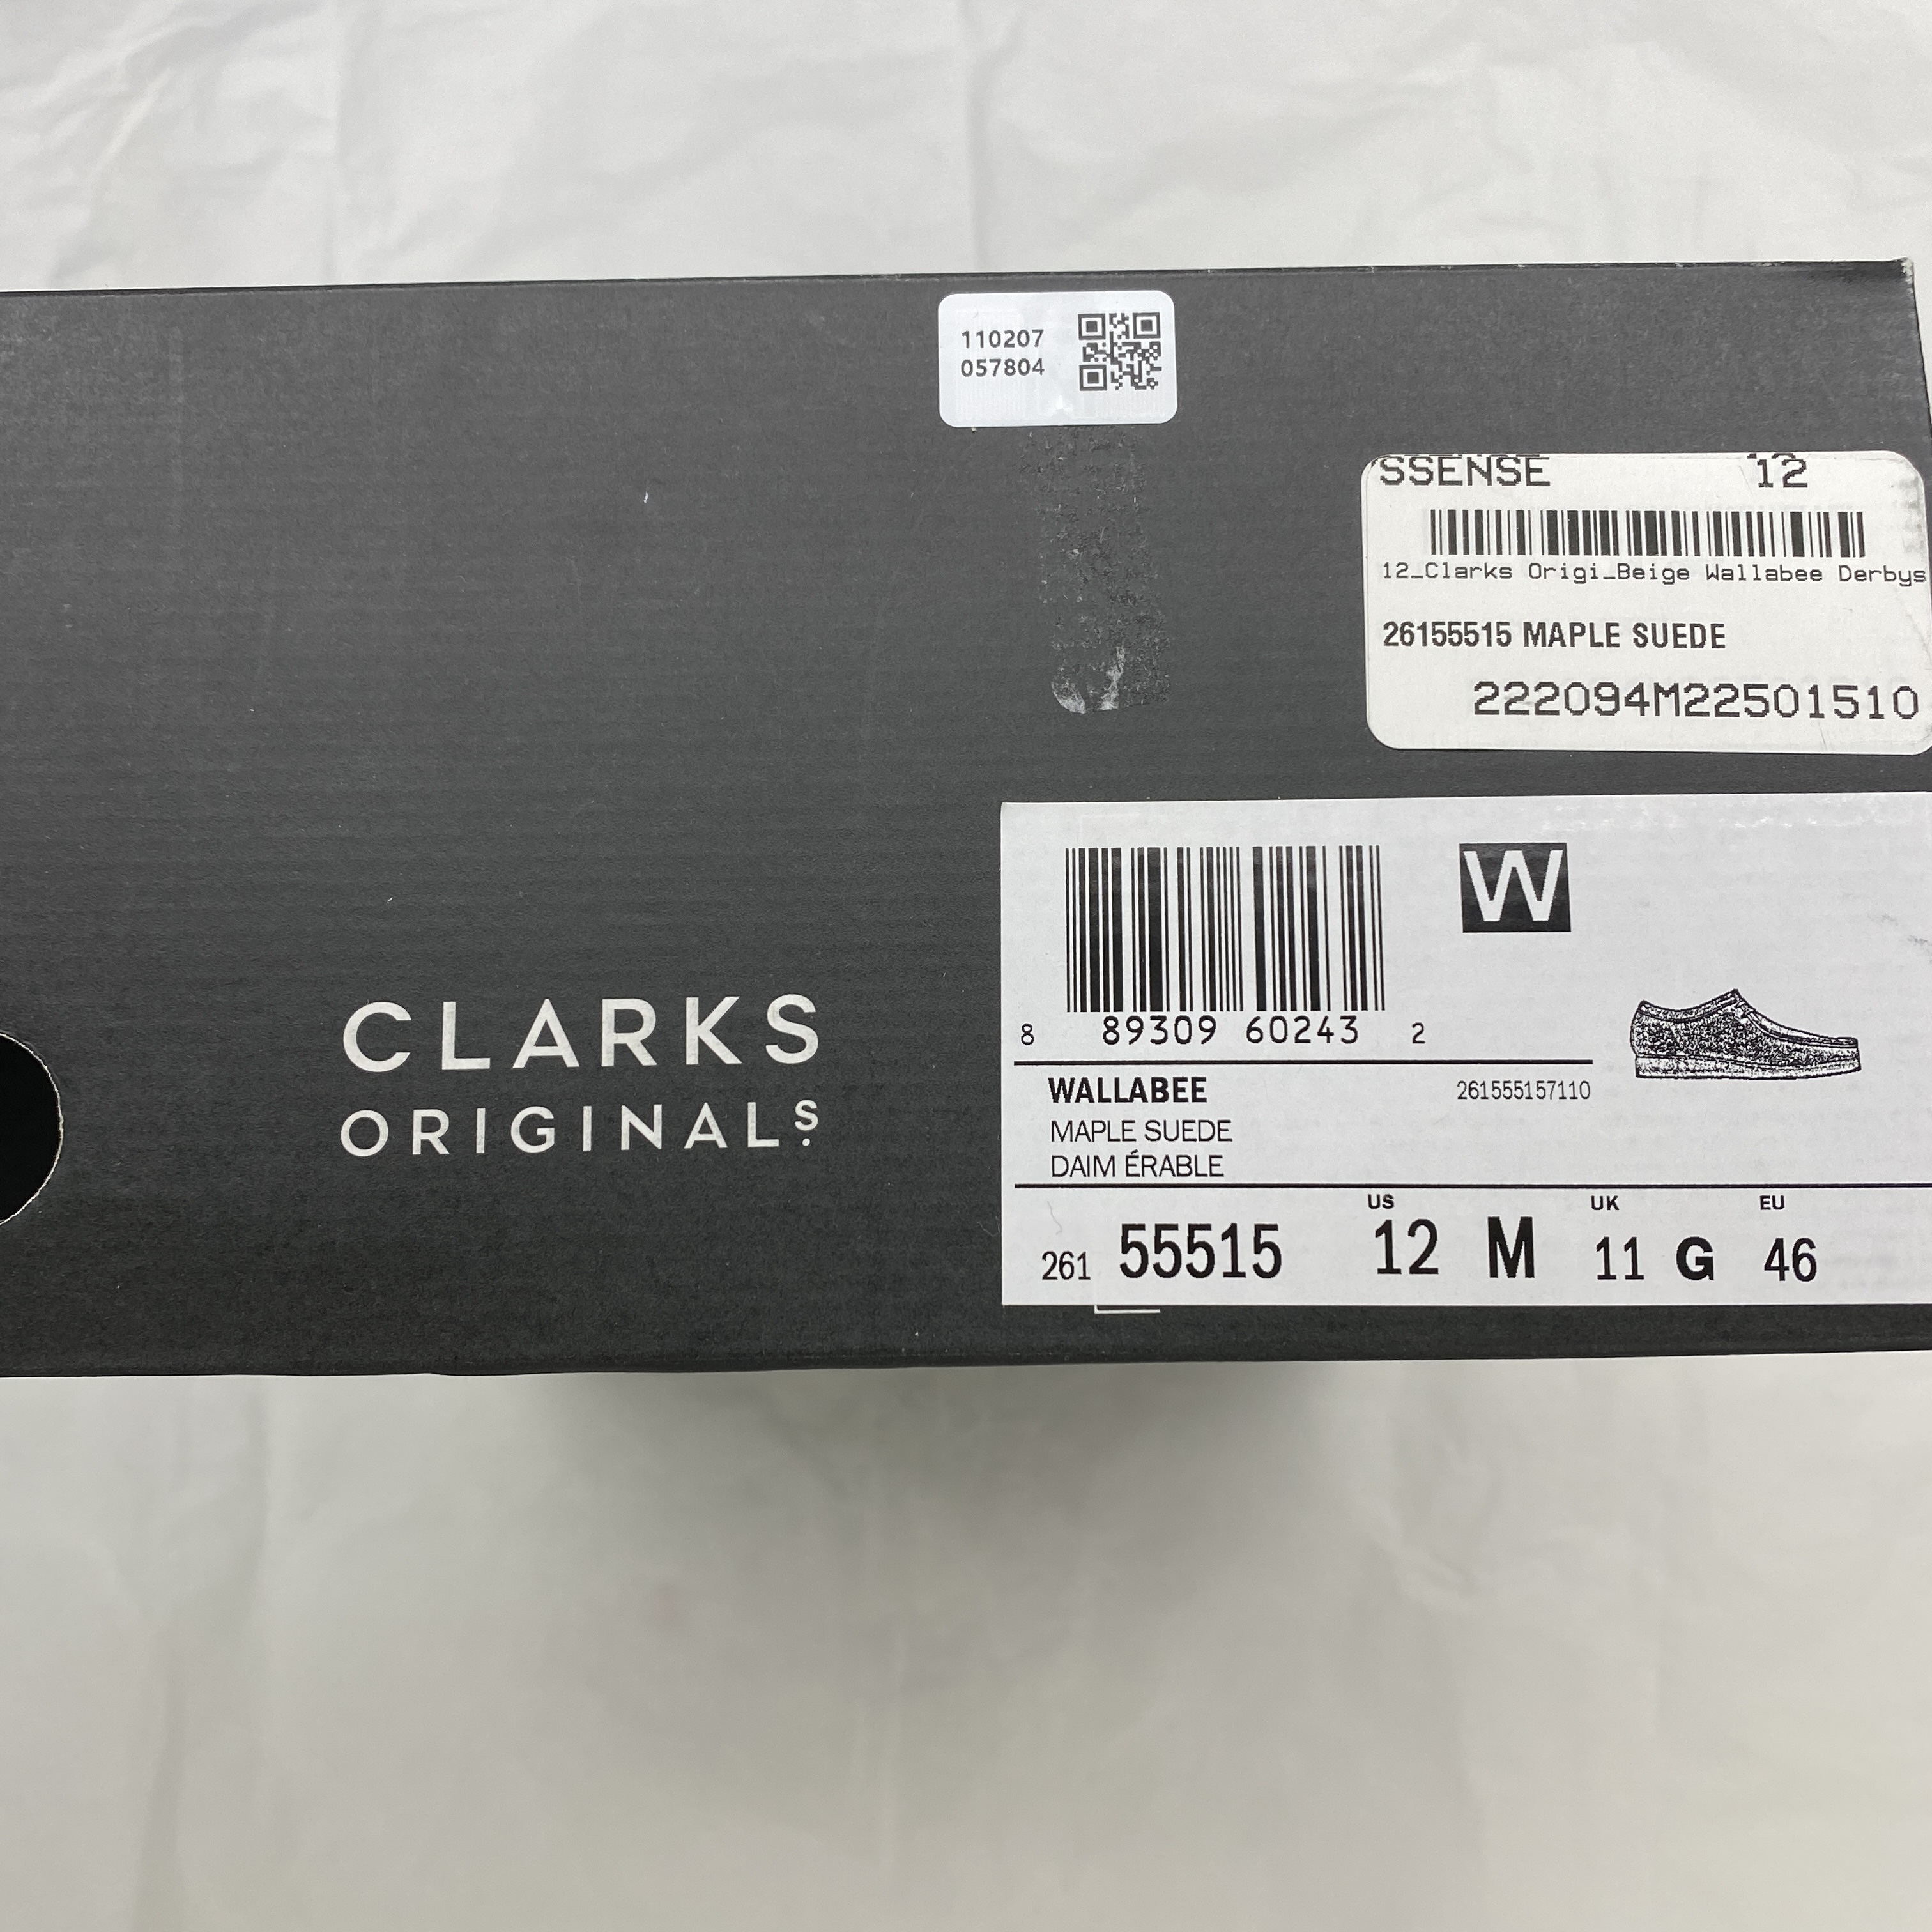 110207
057804
SSENSE 12
12_Clarks Origi_Beige Wallabee Derbys
26155515 MAPLE SUEDE
222094M22501510
CLARKS
ORIGINALS.
W
8 89309 60243 2
WALLABEE 261555157110
MAPLE SUEDE
DAIM ÉRABLE
US UK EU
261 55515 12 M 11 G 46